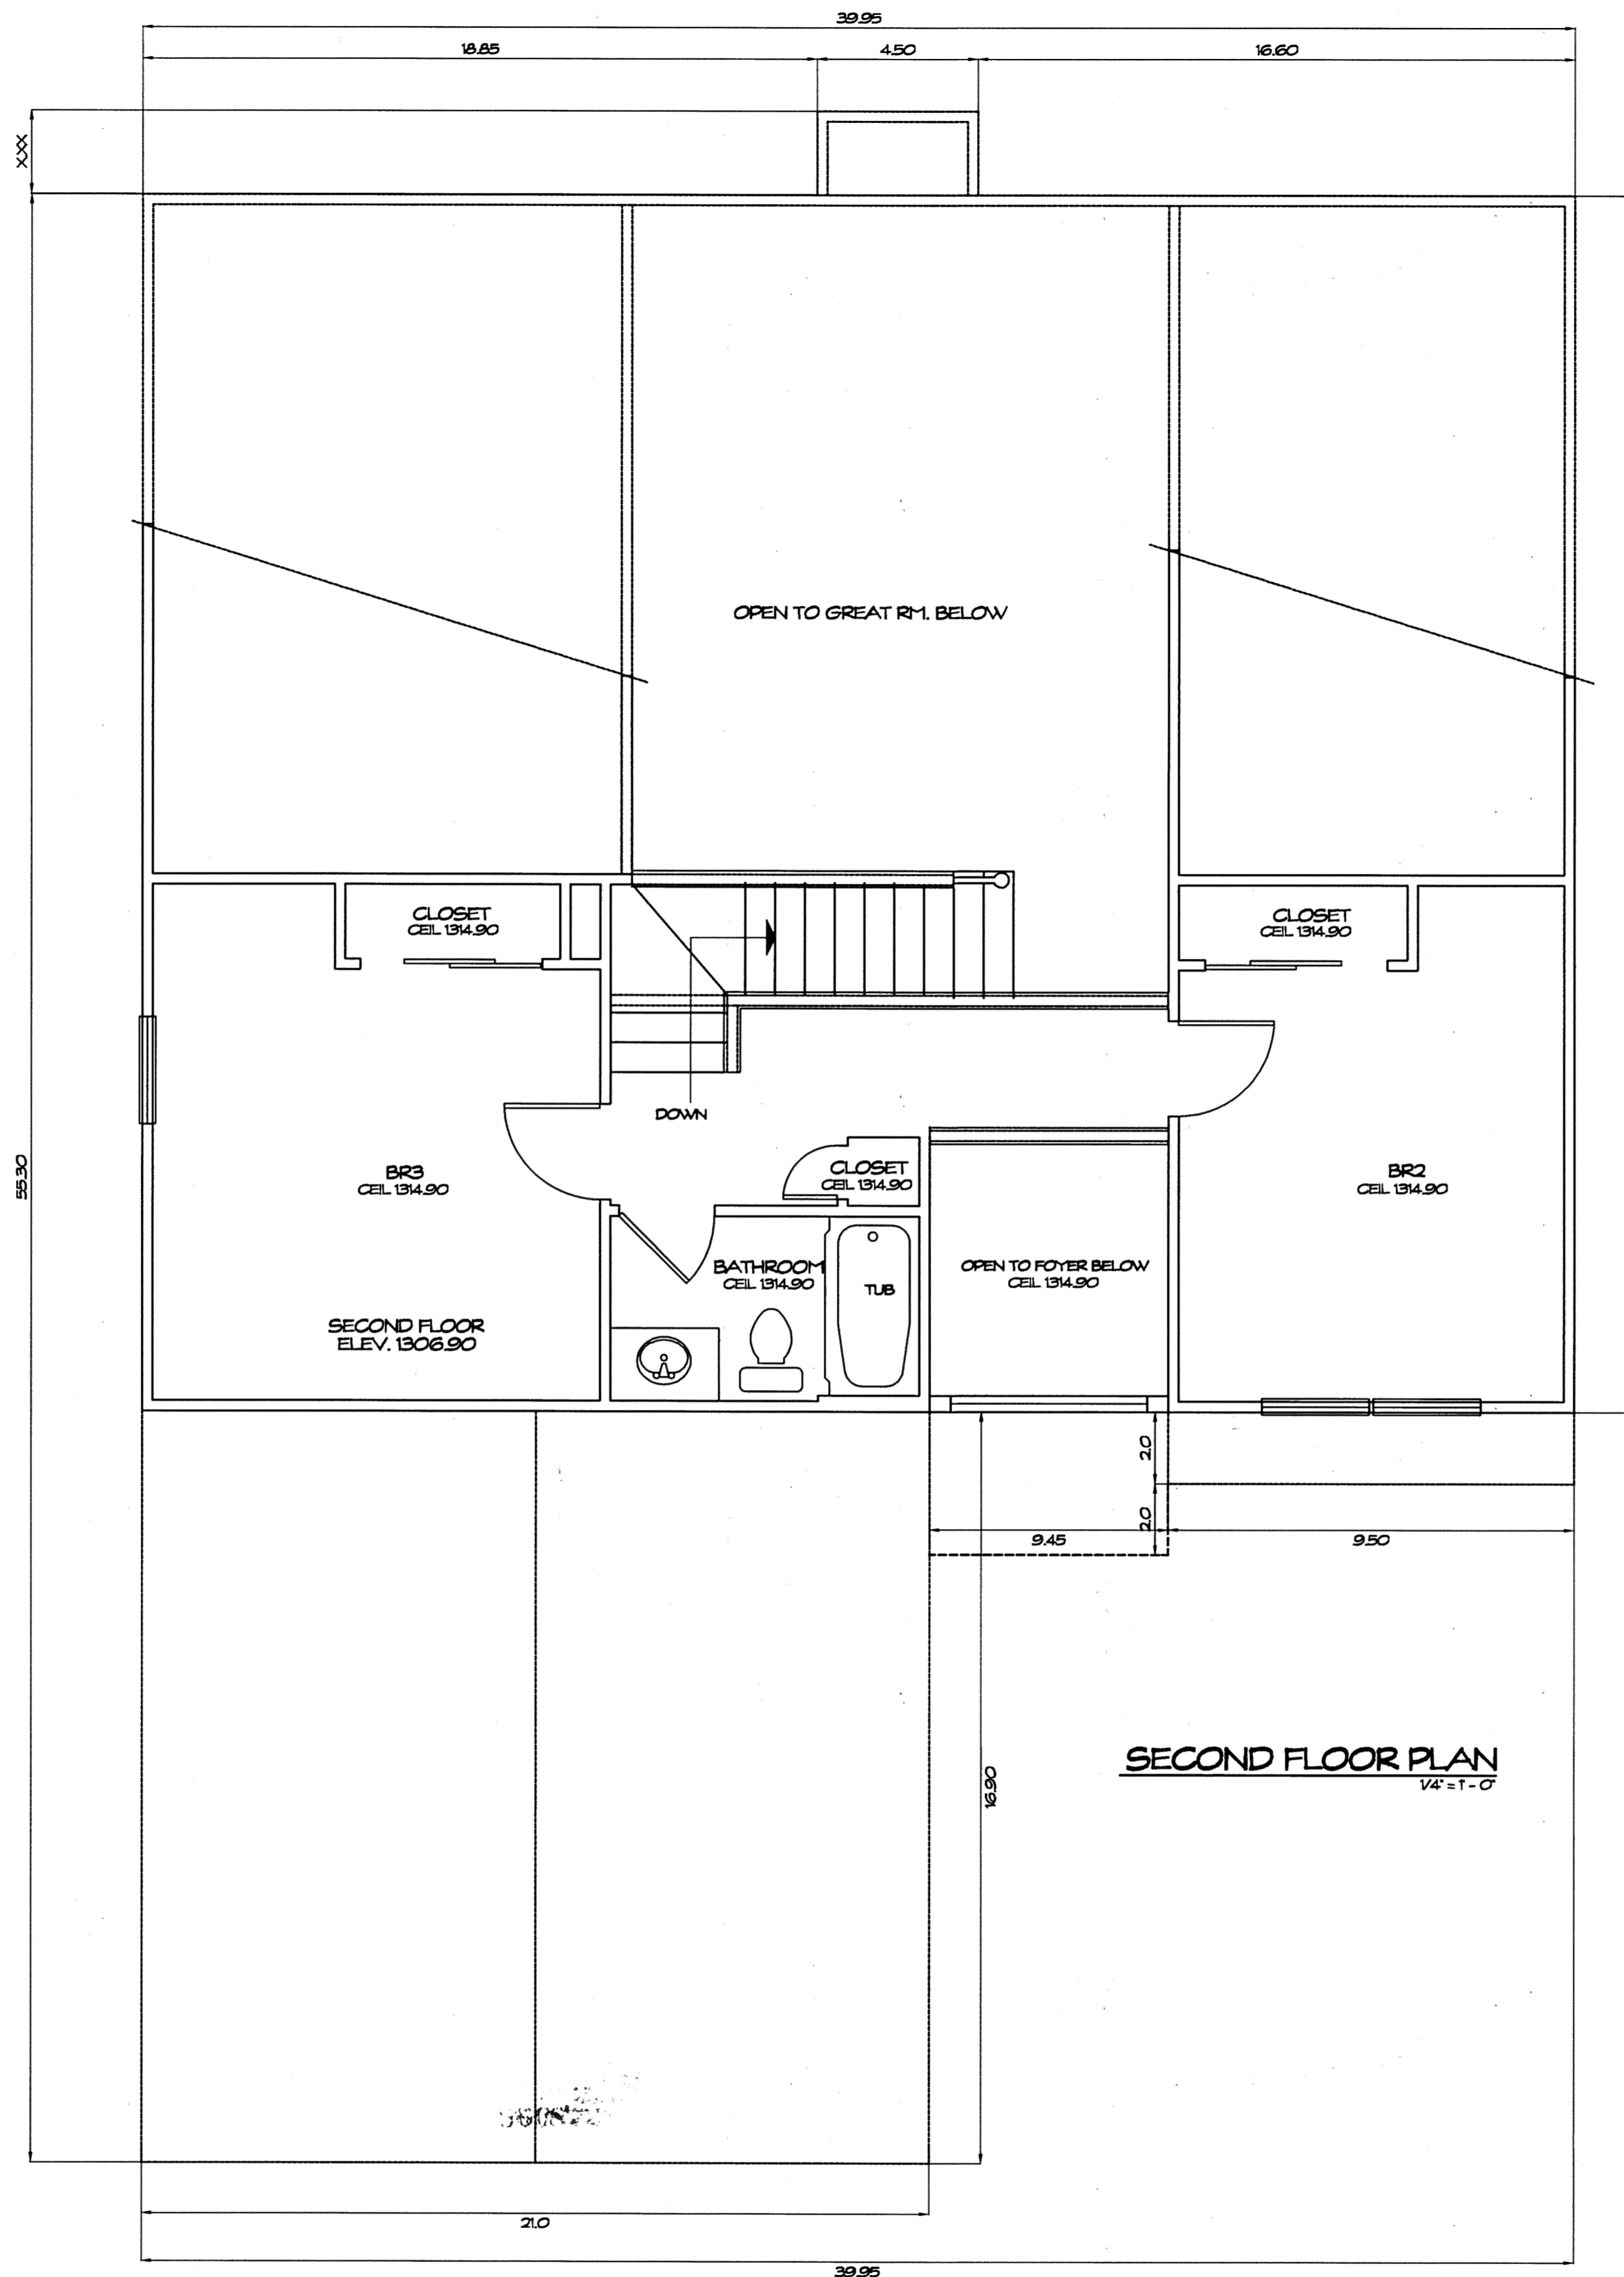 39.95
18.85
4.50
16.60
XXX
OPEN TO GREAT RM. BELOW
CLOSET
CEIL 1314.90
CLOSET
CEIL 1314.90
DOWN
55.30
BR3
CEIL 1314.90
CLOSET
CEIL 1314.90
BR2
CEIL 1314.90
BATHROOM
CEIL 1314.90
TUB
OPEN TO FOYER BELOW
CEIL 1314.90
SECOND FLOOR
ELEV. 1306.90
2.0
2.0
9.45
9.50
16.90
SECOND FLOOR PLAN
1/4" = 1' - 0"
21.0
39.95